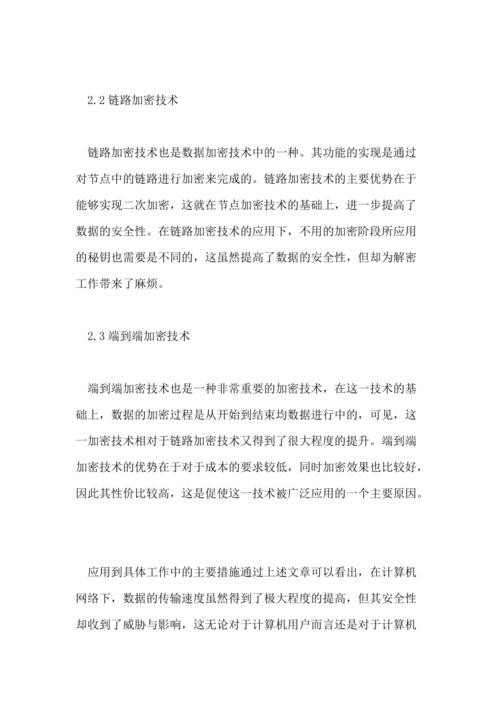 2.2 链路加密技术
链路加密技术也是数据加密技术中的一种。其功能的实现是通过
对节点中的链路进行加密来完成的。链路加密技术的主要优势在于
能够实现二次加密，这就在节点加密技术的基础上，进一步提高了
数据的安全性。在链路加密技术的应用下，不用的加密阶段所应用
的秘钥也需要是不同的，这虽然提高了数据的安全性，但却为解密
工作带来了麻烦。
2.3 端到端加密技术
端到端加密技术也是一种非常重要的加密技术，在这一技术的基
础上，数据的加密过程是从开始到结束均数据进行中的，可见，这
一加密技术相对于链路加密技术又得到了很大程度的提升。端到端
加密技术的优势在于对于成本的要求较低，同时加密效果也比较好，
因此其性价比较高，这是促使这一技术被广泛应用的一个主要原因。
应用到具体工作中的主要措施通过上述文章可以看出，在计算机
网络下，数据的传输速度虽然得到了极大程度的提高，但其安全性
却收到了威胁与影响，这无论对于计算机用户而言还是对于计算机